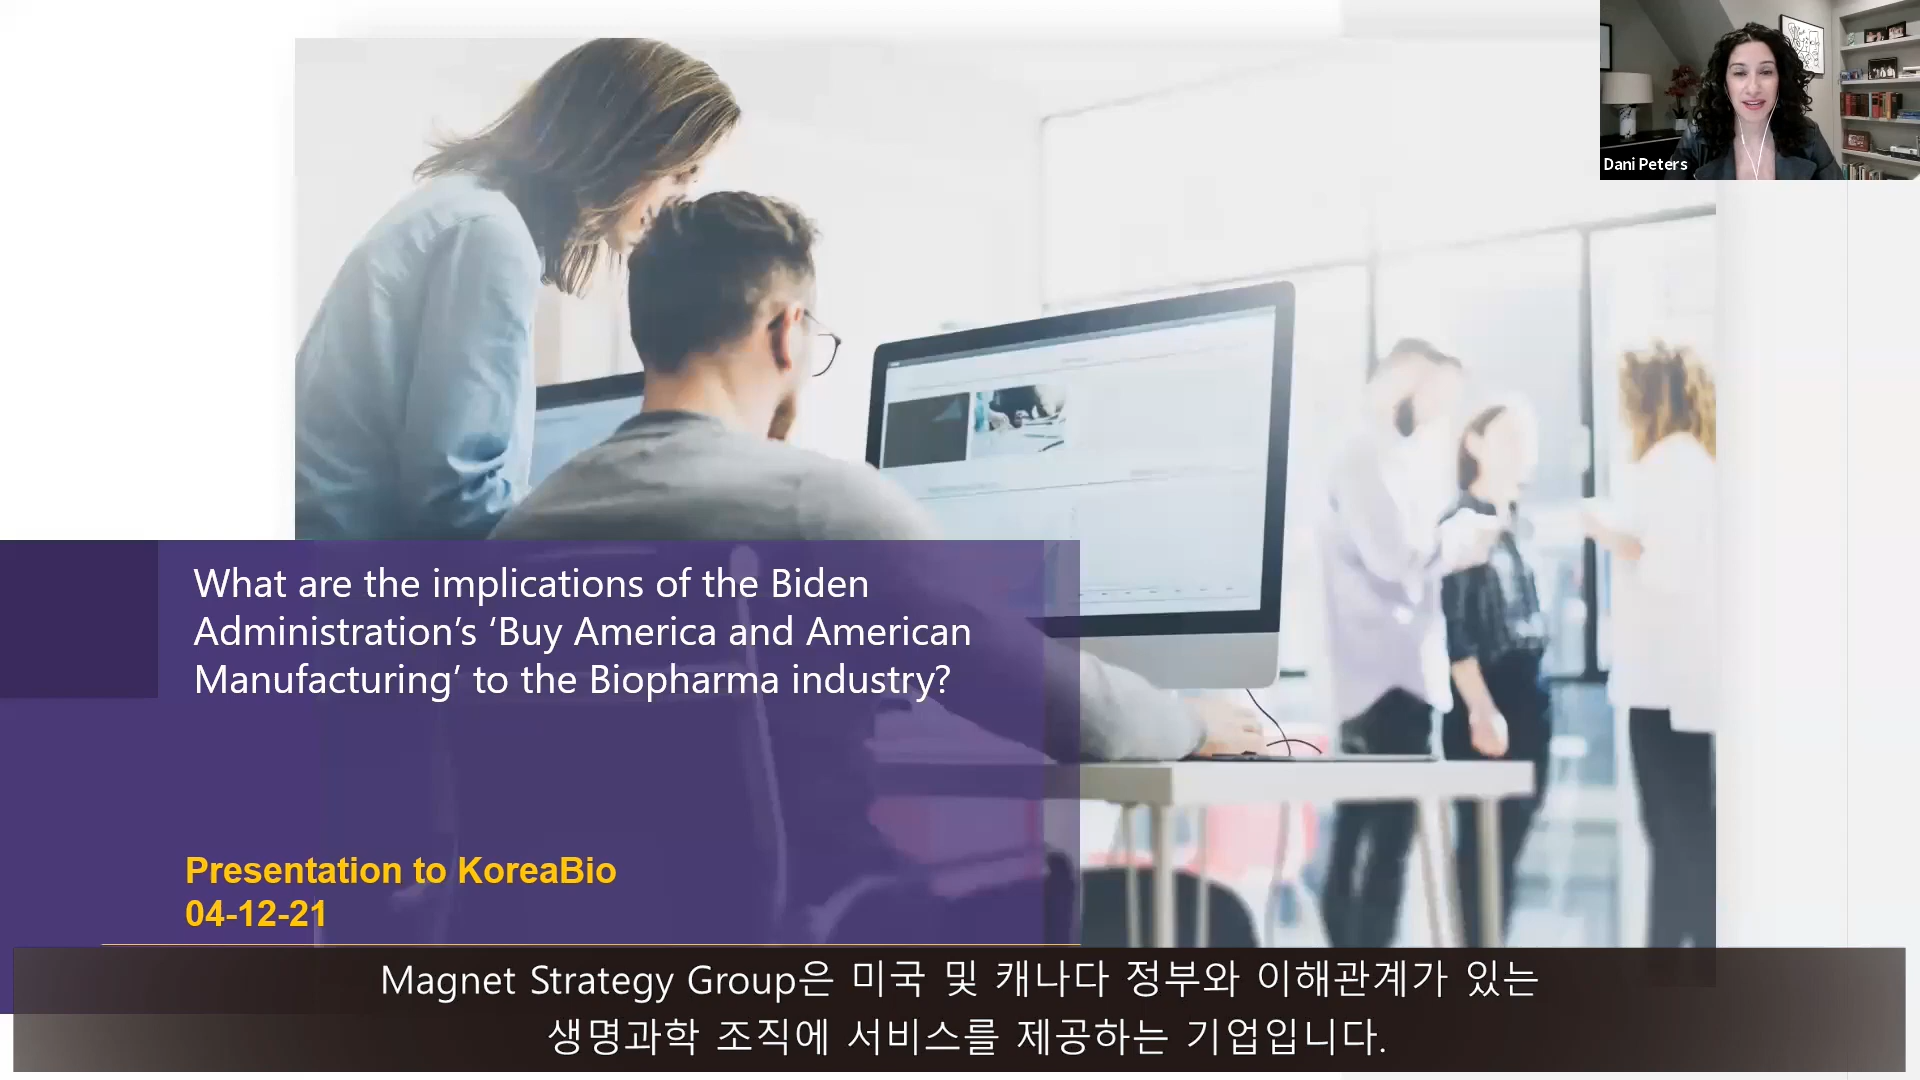 Dani Peters
What are the implications of the Biden
Administration’s ‘Buy America and American
Manufacturing’ to the Biopharma industry?
Presentation to KoreaBio
04-12-21
Magnet Strategy Group은 미국 및 캐나다 정부와 이해관계가 있는
생명과학 조직에 서비스를 제공하는 기업입니다.